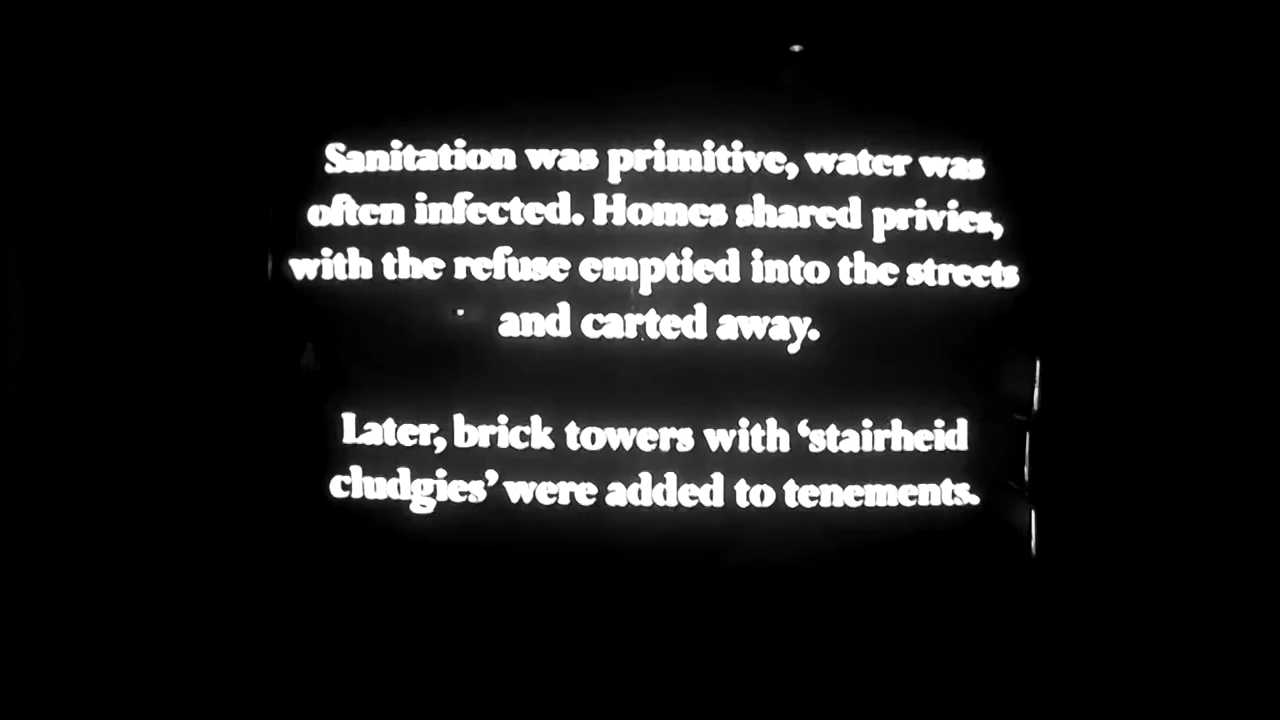 Sanitation was primitive, water was
often infected. Homes shared privies,
with the refuse emptied into the streets
and carted away.
Later, brick towers with ‘stairheid
cludgies’ were added to tenements.